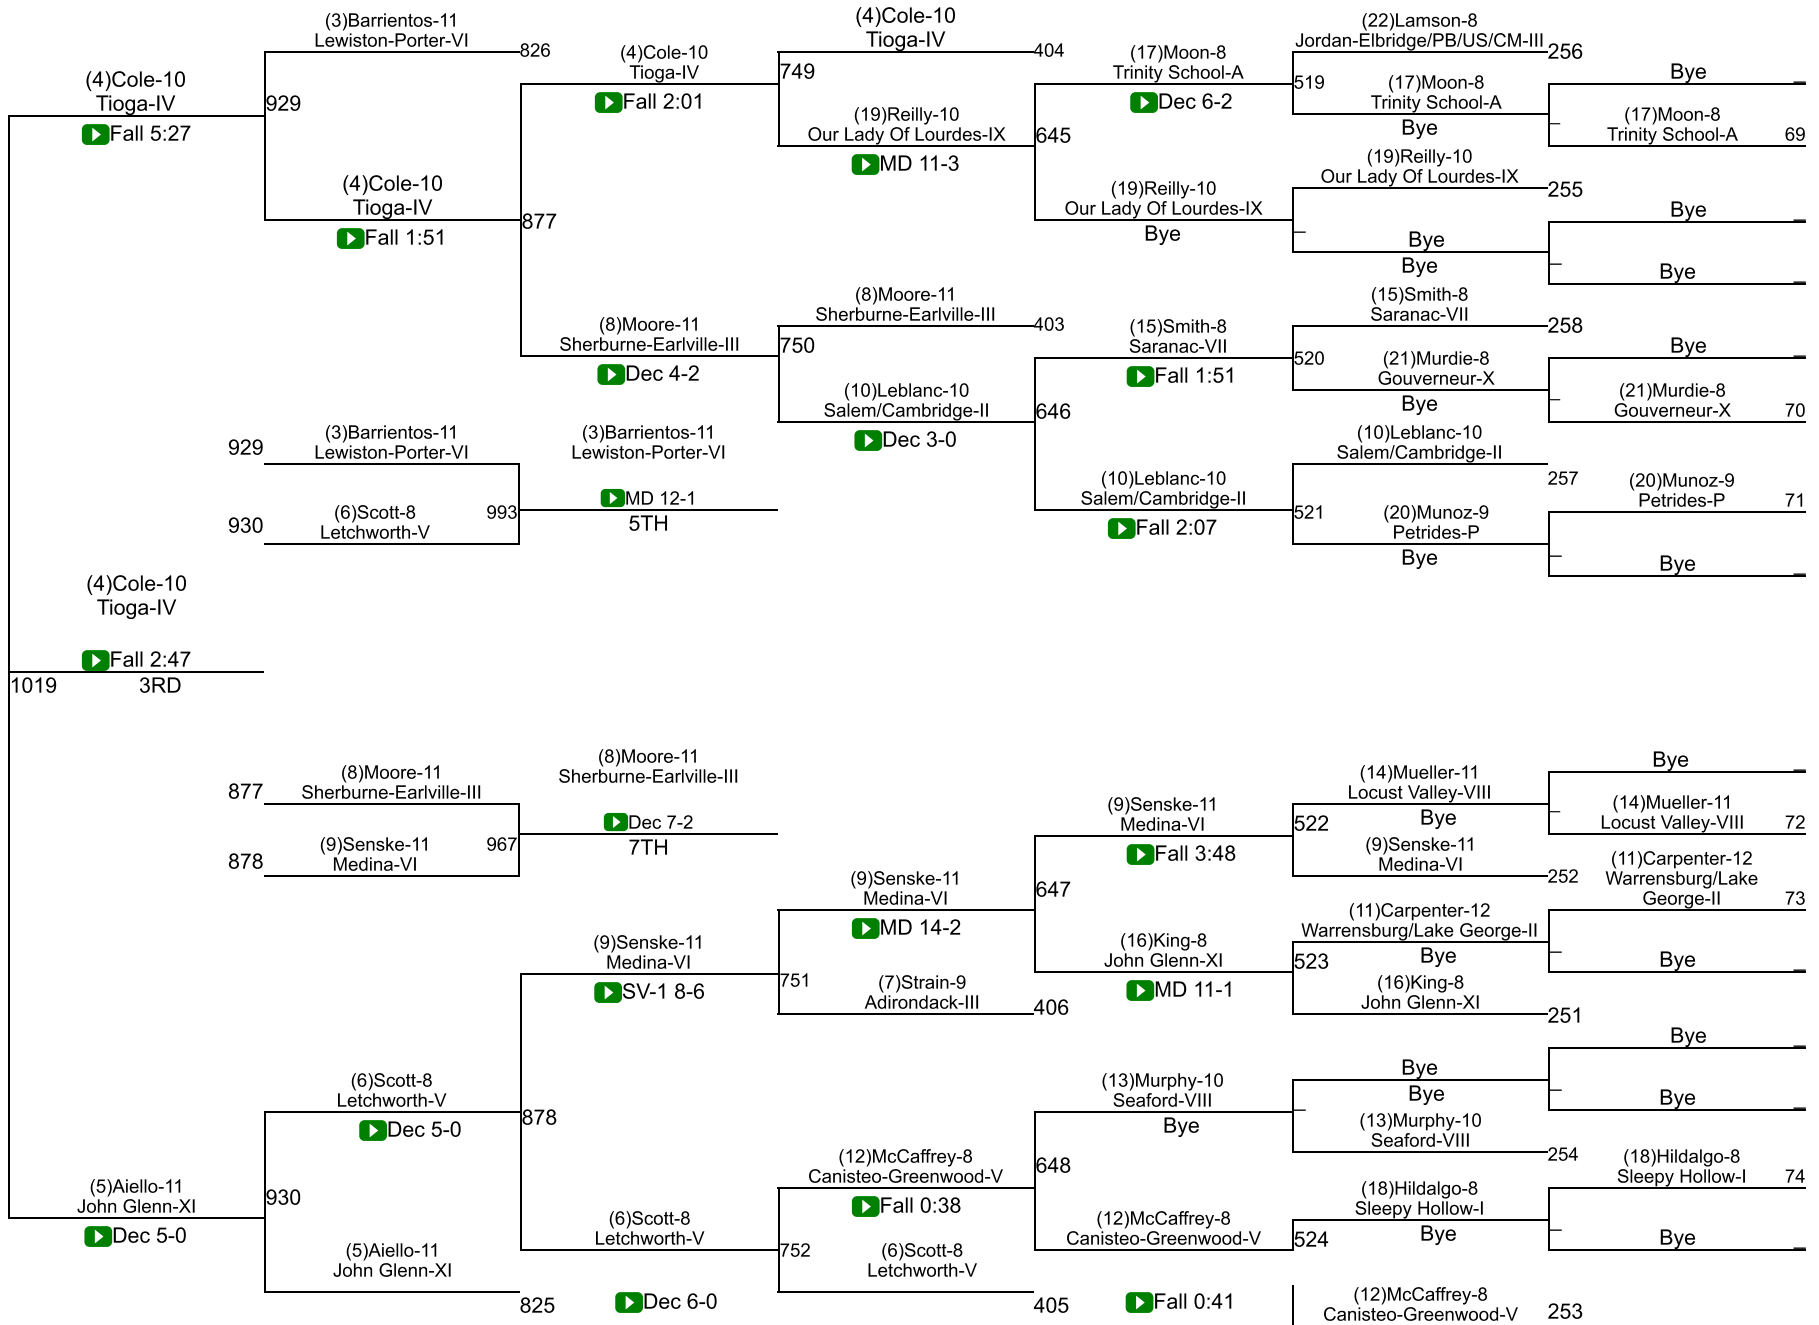 (4)Cole-10
Tioga-IV
Fall 5:27
929
(3)Barrientos-11
Lewiston-Porter-VI
826
(4)Cole-10
Tioga-IV
Fall 1:51
877
(4)Cole-10
Tioga-IV
Fall 2:01
749
(4)Cole-10
Tioga-IV
404
(19)Reilly-10
Our Lady Of Lourdes-IX
MD 11-3
645
(17)Moon-8
Trinity School-A
Dec 6-2
519
(22)Lamson-8
Jordan-Elbridge/PB/US/CM-III
256
(17)Moon-8
Trinity School-A
Bye
Bye
(17)Moon-8
Trinity School-A
69
(19)Reilly-10
Our Lady Of Lourdes-IX
Bye
(19)Reilly-10
Our Lady Of Lourdes-IX
255
Bye
Bye
Bye
Bye
(8)Moore-11
Sherburne-Earlville-III
Dec 4-2
750
(8)Moore-11
Sherburne-Earlville-III
403
(10)Leblanc-10
Salem/Cambridge-II
Dec 3-0
646
(15)Smith-8
Saranac-VII
Fall 1:51
520
(15)Smith-8
Saranac-VII
258
(21)Murdie-8
Gouverneur-X
Bye
Bye
(21)Murdie-8
Gouverneur-X
70
(10)Leblanc-10
Salem/Cambridge-II
Fall 2:07
521
(10)Leblanc-10
Salem/Cambridge-II
257
(20)Munoz-9
Petrides-P
Bye
(20)Munoz-9
Petrides-P
71
Bye
929
(3)Barrientos-11
Lewiston-Porter-VI
930
(6)Scott-8
Letchworth-V
993
(3)Barrientos-11
Lewiston-Porter-VI
MD 12-1
5TH
(4)Cole-10
Tioga-IV
Fall 2:47
1019
3RD
877
(8)Moore-11
Sherburne-Earlville-III
878
(9)Senske-11
Medina-VI
967
(8)Moore-11
Sherburne-Earlville-III
Dec 7-2
7TH
(9)Senske-11
Medina-VI
SV-1 8-6
751
(9)Senske-11
Medina-VI
MD 14-2
647
(7)Strain-9
Adirondack-III
406
(9)Senske-11
Medina-VI
Fall 3:48
522
(14)Mueller-11
Locust Valley-VIII
Bye
(9)Senske-11
Medina-VI
252
Bye
(14)Mueller-11
Locust Valley-VIII
72
(16)King-8
John Glenn-XI
MD 11-1
523
(11)Carpenter-12
Warrensburg/Lake George-II
Bye
(16)King-8
John Glenn-XI
251
(11)Carpenter-12
Warrensburg/Lake
George-II
73
Bye
(6)Scott-8
Letchworth-V
Dec 5-0
878
(5)Aiello-11
John Glenn-XI
Dec 5-0
930
(5)Aiello-11
John Glenn-XI
825
(6)Scott-8
Letchworth-V
Dec 6-0
752
(12)McCaffrey-8
Canisteo-Greenwood-V
Fall 0:38
648
(6)Scott-8
Letchworth-V
405
(13)Murphy-10
Seaford-VIII
Bye
Bye
Bye
(13)Murphy-10
Seaford-VIII
254
Bye
Bye
(12)McCaffrey-8
Canisteo-Greenwood-V
Fall 0:41
524
(18)Hildalgo-8
Sleepy Hollow-I
Bye
(18)Hildalgo-8
Sleepy Hollow-I
74
Bye
(12)McCaffrey-8
Canisteo-Greenwood-V
253